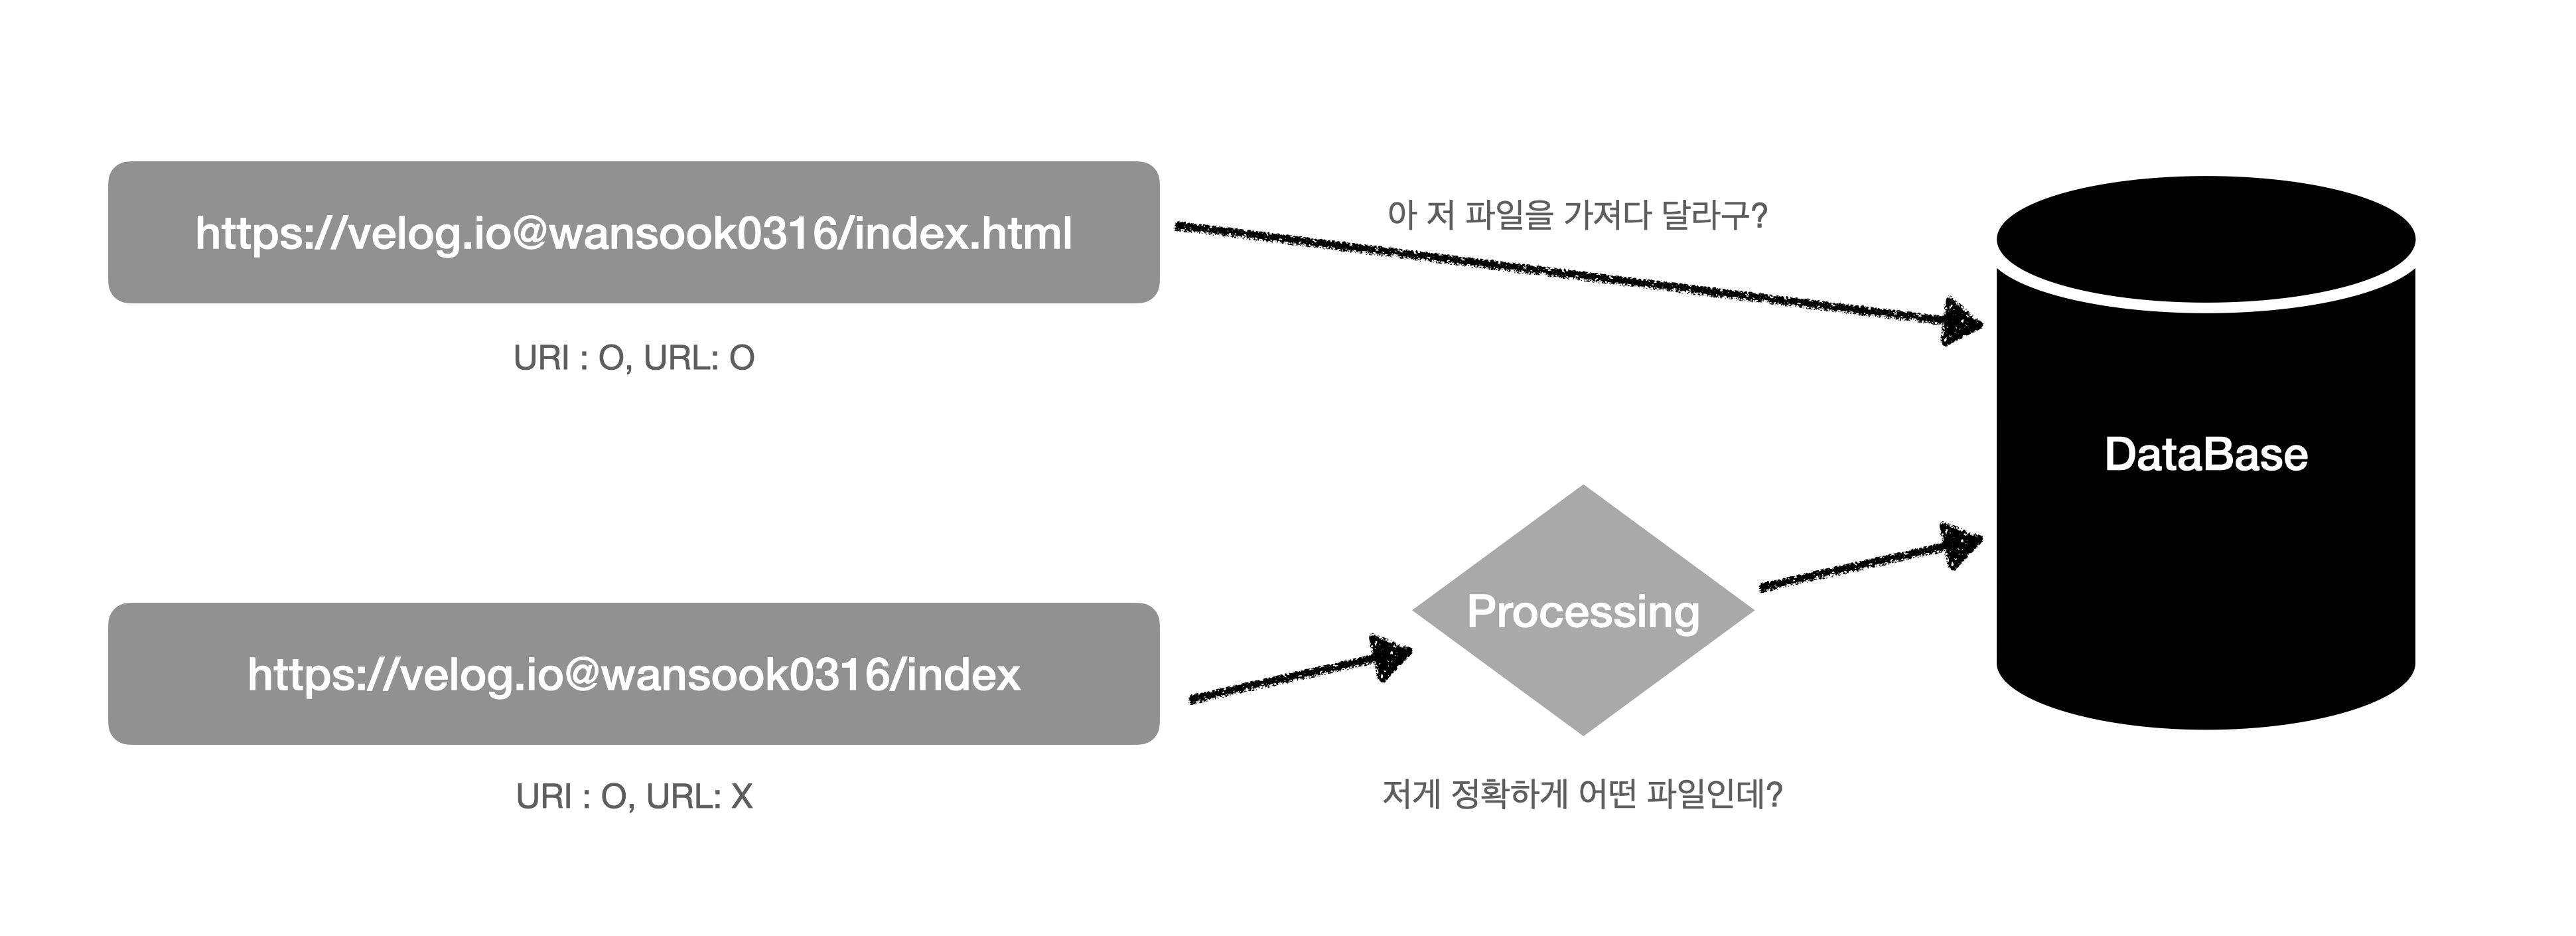 https://velog.io@wansook0316/index.html
URI : O, URL: O
아 저 파일을 가져다 달라구?
DataBase
https://velog.io@wansook0316/index
URI : O, URL: X
Processing
저게 정확하게 어떤 파일인데?